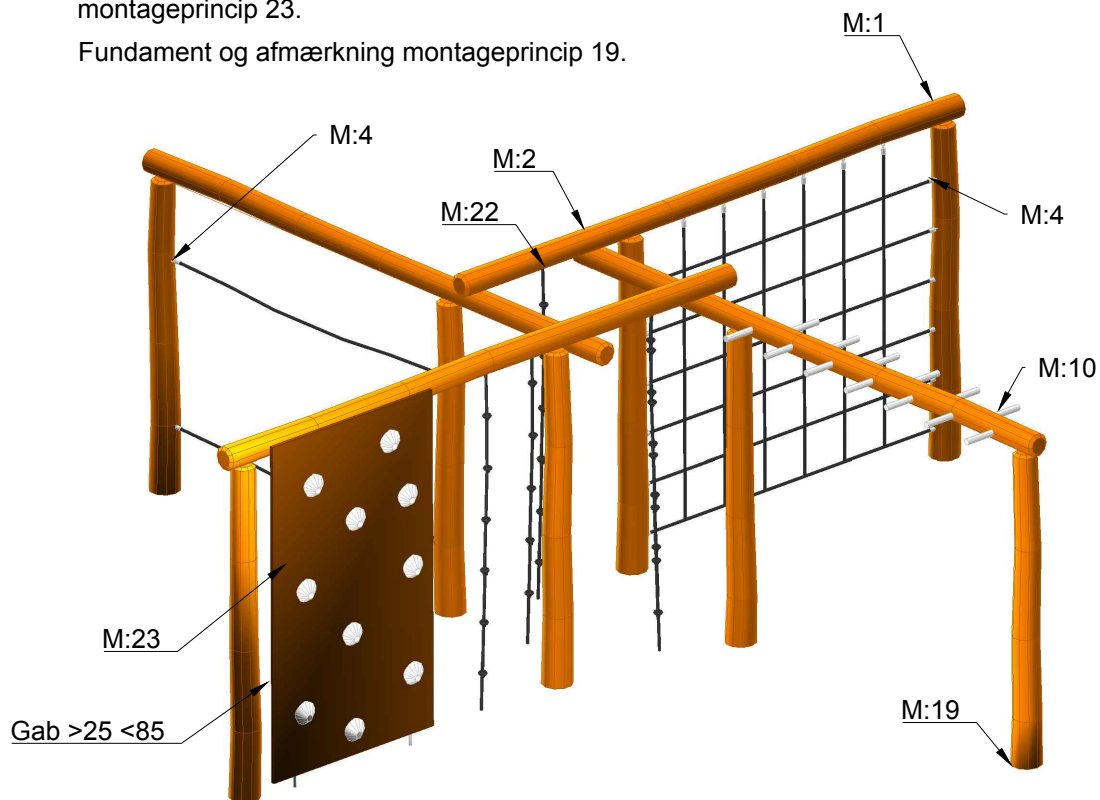 montageprincip 23.
Fundament og afmærkning montageprincip 19.
M:1
M:4
M:2
M:22
M:4
M:10
M:23
M:19
Gab >25 <85